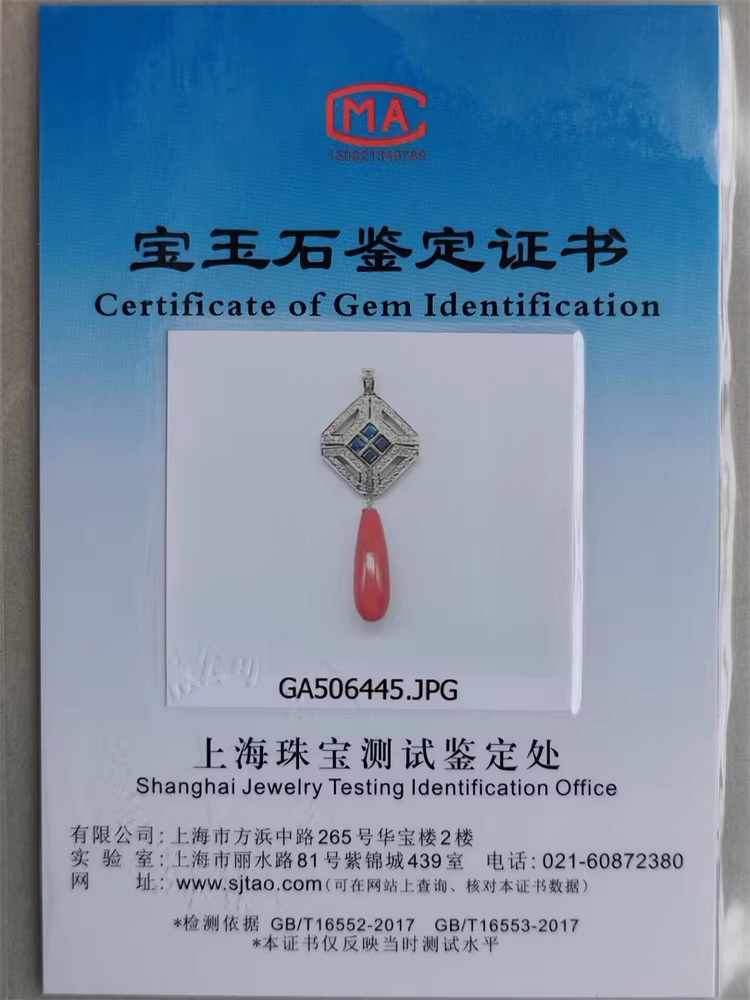 MA
宝玉石鉴定证书
Certificate of Gem Identification
GA506445.JPG
上海珠宝测试鉴定处
Shanghai Jewelry Testing Identification Office
有限公司: 上海市方浜中路265号华宝楼2楼
实 验 室: 上海市丽水路81号紫锦城439室 电话: 021-60872380
网 址: www.sjtao.com(可在网站上查询、核对本证书数据)
*检测依据 GB/T16552-2017 GB/T16553-2017
*本证书仅反映当时测试水平